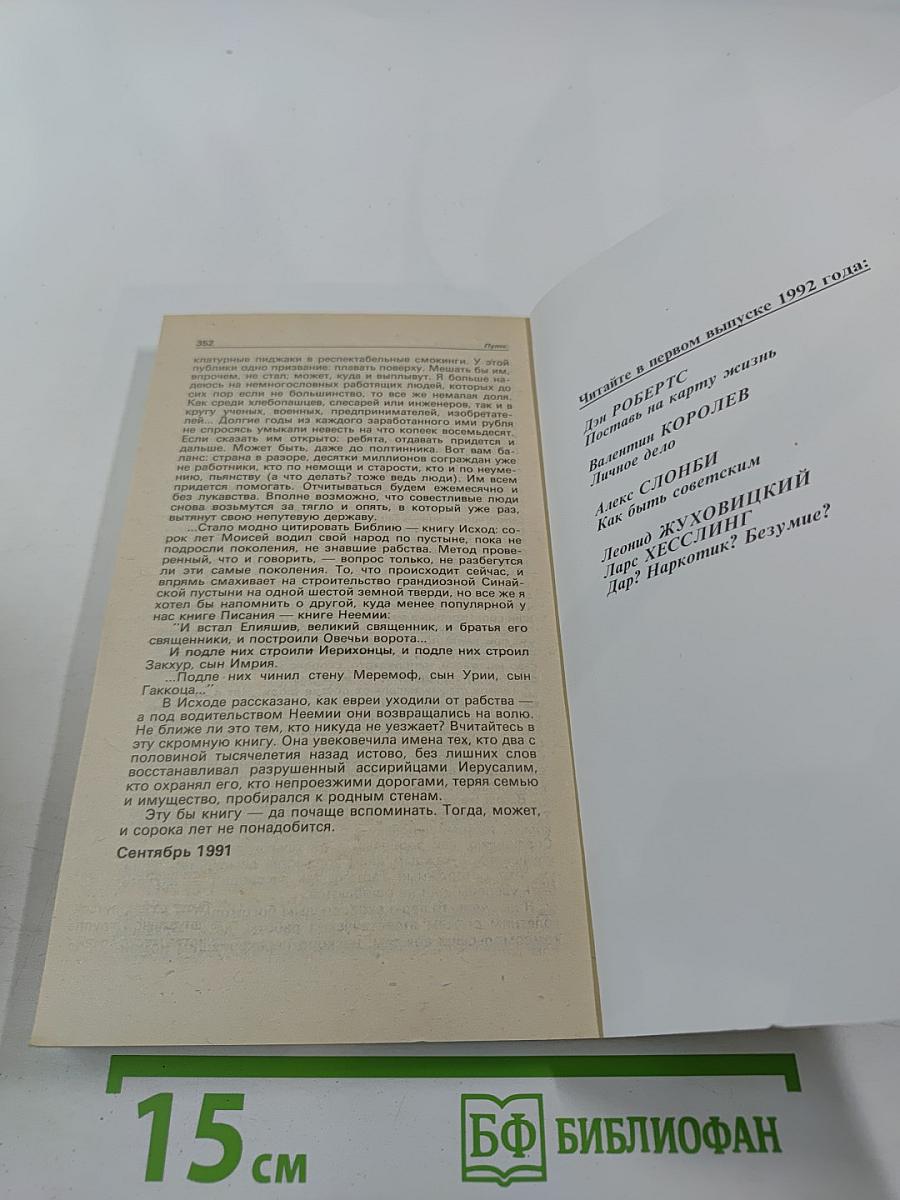 352
Путч
клатурные пиджаки в респектабельные смокинги. У этой
публики одно призвание: плавать поверху. Мешать бы им,
впрочем, не стал: может, куда и выплывут. Я больше на-
деюсь на немногословных работящих людей, которых до
сих пор если не большинство, то все же немалая доля.
Как среди хлебопашцев, слесарей или инженеров, так и в
кругу ученых, военных, предпринимателей, изобретате-
лей... Долгие годы из каждого заработанного ими рубля
не спросясь умыкали невесть на что копеек восемьдесят.
Если сказать им открыто: ребята, отдавать придется и
дальше. Может быть, даже до полтинника. Вот вам ба-
ланс: страна в разоре, десятки миллионов сограждан уже
не работники, кто по немощи и старости, кто и по неуме-
нию, пьянству (а что делать? тоже ведь люди). Им всем
придется помогать. Отчитываться будем ежемесячно и
без лукавства. Вполне возможно, что совестливые люди
снова возьмутся за тягло и опять, в который уже раз,
вытянут свою непутевую державу.
...Стало модно цитировать Библию — книгу Исход: со-
рок лет Моисей водил свой народ по пустыне, пока не
подросли поколения, не знавшие рабства. Метод прове-
ренный, что и говорить, — вопрос только, не разбегутся
ли эти самые поколения. То, что происходит сейчас, и
впрямь смахивает на строительство грандиозной Синай-
ской пустыни на одной шестой земной тверди, но все же я
хотел бы напомнить о другой, куда менее популярной у
нас книге Писания — книге Неемии:
"И встал Елияшив, великий священник, и братья его
священники, и построили Овечьи ворота...
И подле них строили Иерихонцы, и подле них строил
Закхур, сын Имрия.
...Подле них чинил стену Меремоф, сын Урии, сын
Гаккоца..."
В Исходе рассказано, как евреи уходили от рабства —
а под водительством Неемии они возвращались на волю.
Не ближе ли это тем, кто никуда не уезжает? Вчитайтесь в
эту скромную книгу. Она увековечила имена тех, кто два с
половиной тысячелетия назад истово, без лишних слов
восстанавливал разрушенный ассирийцами Иерусалим,
кто охранял его, кто непроезжими дорогами, теряя семью
и имущество, пробирался к родным стенам.
Эту бы книгу — да почаще вспоминать. Тогда, может,
и сорока лет не понадобится.
Сентябрь 1991
Читайте в первом выпуске 1992 года:
Дэн РОБЕРТС
Поставь на карту жизнь
Валентин КОРОЛЕВ
Личное дело
Алекс СЛОНБИ
Как быть советским
Леонид ЖУХОВИЦКИЙ
Ларс ХЕССЛИНГ
Дар? Наркотик? Безумие?
15 см
БФ БИБЛИОФАН